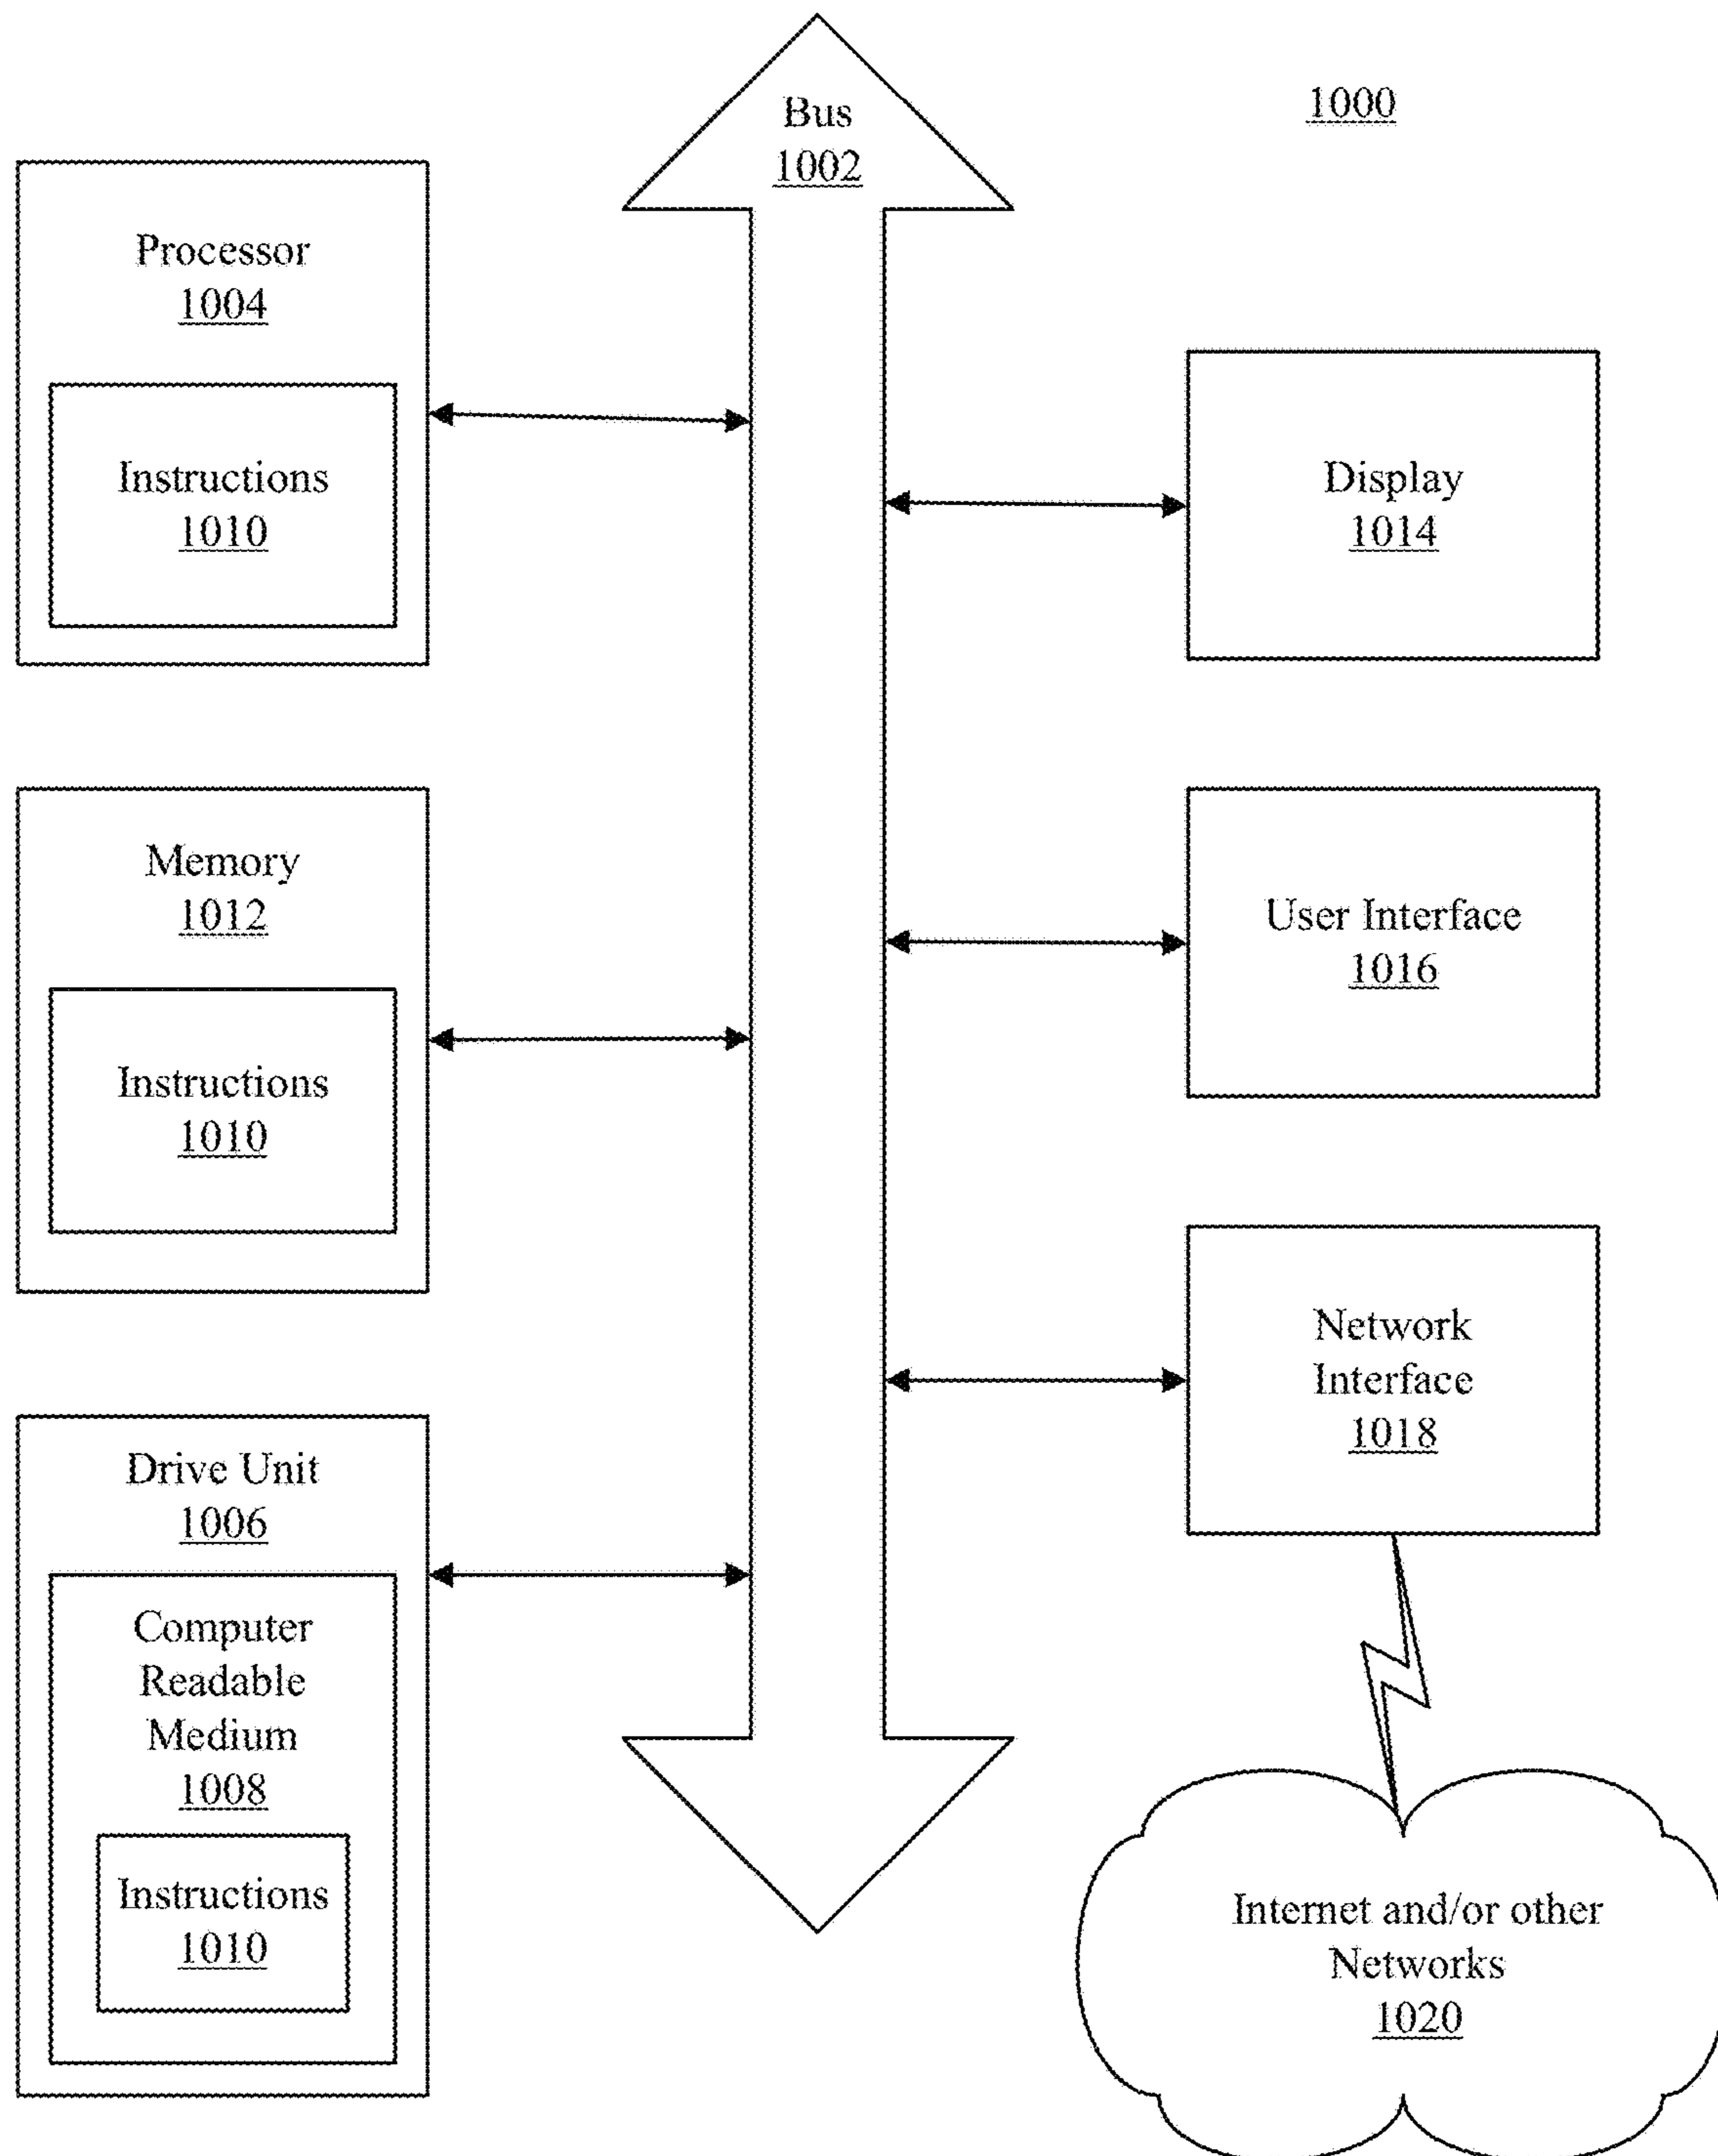 Bus
1002
1000
Processor
1004
Instructions
1010
Display
1014
Memory
1012
Instructions
1010
User Interface
1016
Network
Interface
1018
Drive Unit
1006
Computer
Readable
Medium
1008
Instructions
1010
Internet and/or other
Networks
1020